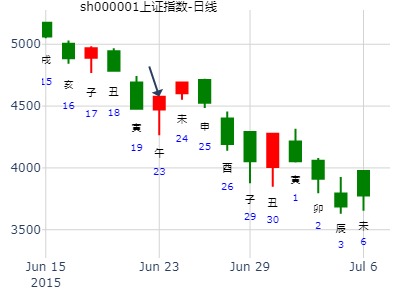 sh000001上证指数-日线
5000
4500
4000
3500
戌
15
亥
16
子
17
丑
18
寅
19
午
23
未
24
申
25
酉
26
子
29
丑
30
寅
1
卯
2
辰
3
未
6
Jun 15
2015
Jun 23
Jun 29
Jul 6